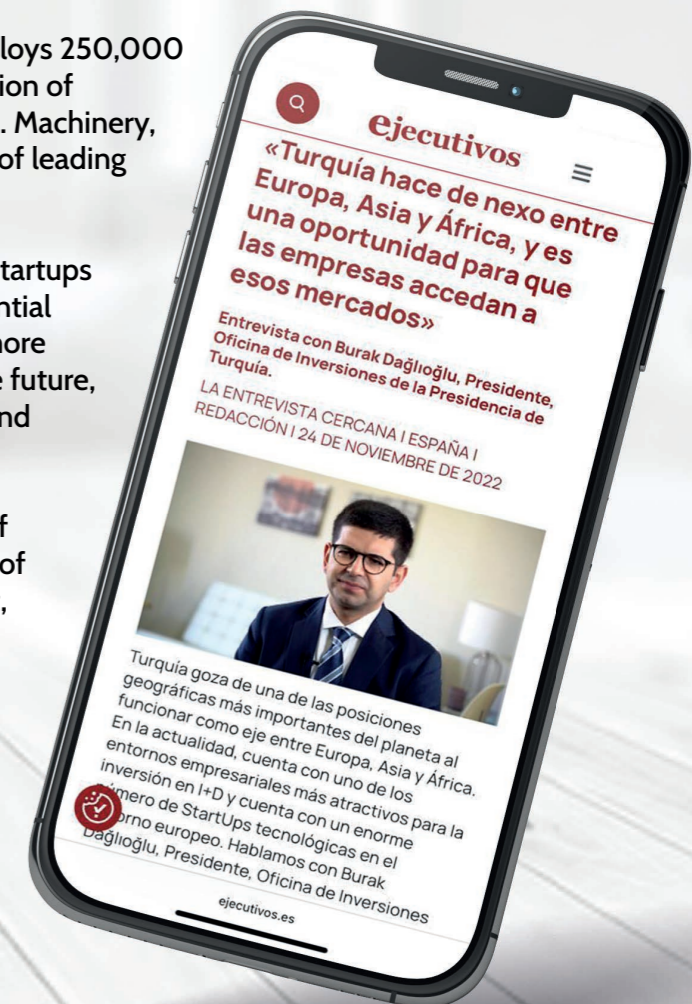 loys 250,000
ion of
. Machinery,
of leading
tartups
ntial
nore
e future,
nd
f
of
,
ejecutivos
«Turquía hace de nexo entre
Europa, Asia y África, y es
una oportunidad para que
las empresas accedan a
esos mercados»
Entrevista con Burak Dağlıoğlu, Presidente,
Oficina de Inversiones de la Presidencia de
Turquía.
LA ENTREVISTA CERCANA I ESPAÑA I
REDACCIÓN I 24 DE NOVIEMBRE DE 2022
Turquía goza de una de las posiciones
geográficas más importantes del planeta al
funcionar como eje entre Europa, Asia y África.
En la actualidad, cuenta con uno de los
entornos empresariales más atractivos para la
inversión en I+D y cuenta con un enorme
número de StartUps tecnológicas en el
torno europeo. Hablamos con Burak
Dağlıoğlu, Presidente, Oficina de Inversiones
ejecutivos.es